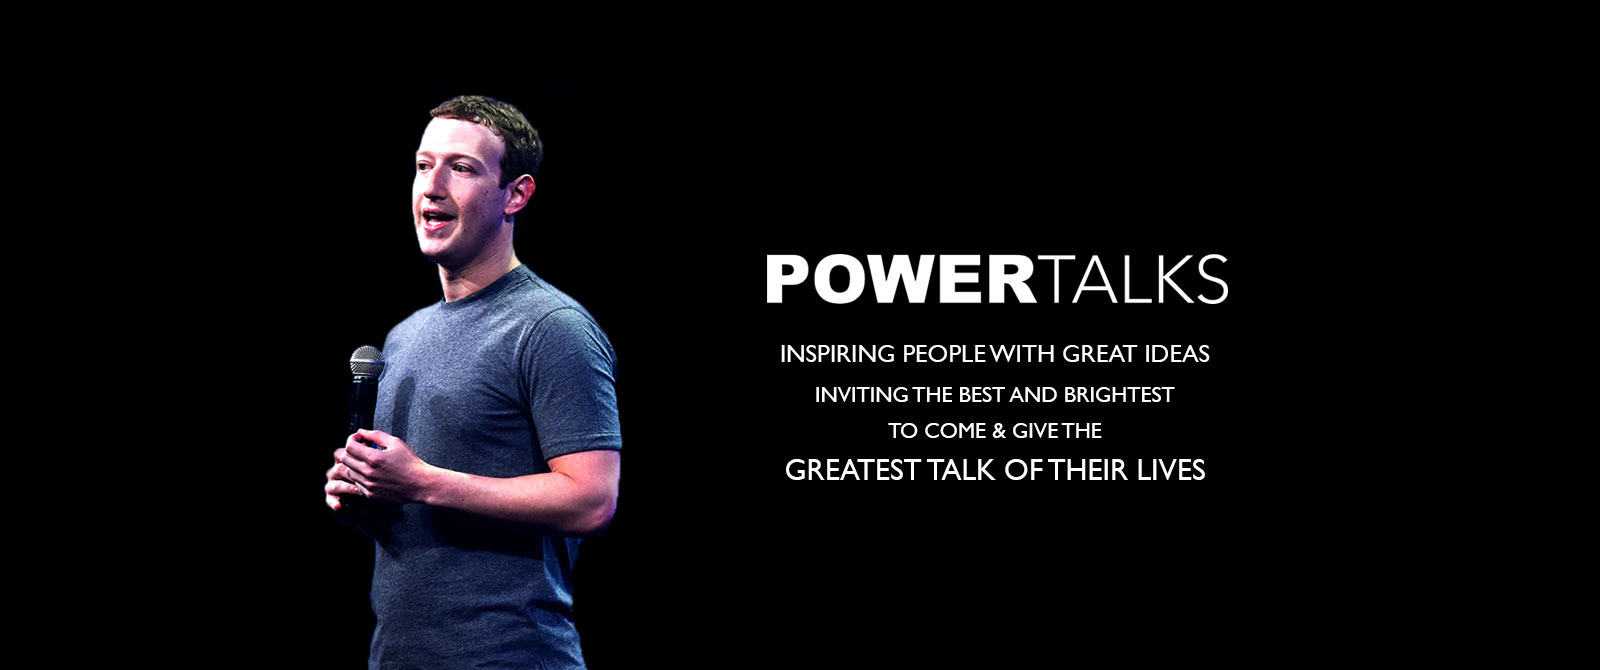 POWERTALKS
INSPIRING PEOPLE WITH GREAT IDEAS
INVITING THE BEST AND BRIGHTEST
TO COME & GIVE THE
GREATEST TALK OF THEIR LIVES